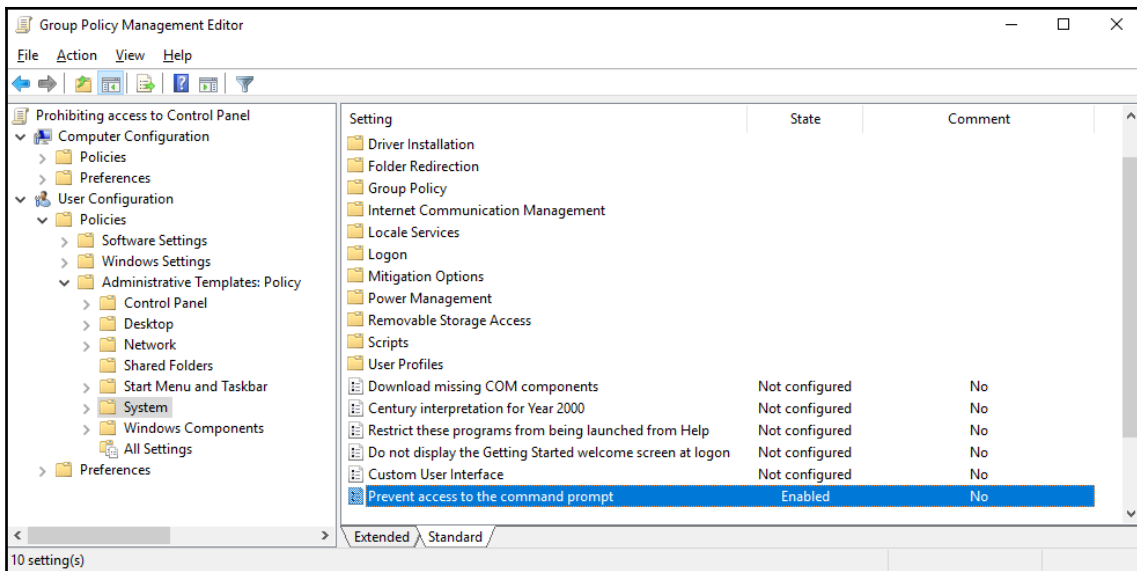 Group Policy Management Editor
File Action View Help
Prohibiting access to Control Panel
Computer Configuration
Policies
Preferences
User Configuration
Policies
Software Settings
Windows Settings
Administrative Templates: Policy
Control Panel
Desktop
Network
Shared Folders
Start Menu and Taskbar
System
Windows Components
All Settings
Preferences
Setting State Comment
Driver Installation
Folder Redirection
Group Policy
Internet Communication Management
Locale Services
Logon
Mitigation Options
Power Management
Removable Storage Access
Scripts
User Profiles
Download missing COM components Not configured No
Century interpretation for Year 2000 Not configured No
Restrict these programs from being launched from Help Not configured No
Do not display the Getting Started welcome screen at logon Not configured No
Custom User Interface Not configured No
Prevent access to the command prompt Enabled No
Extended Standard
10 setting(s)